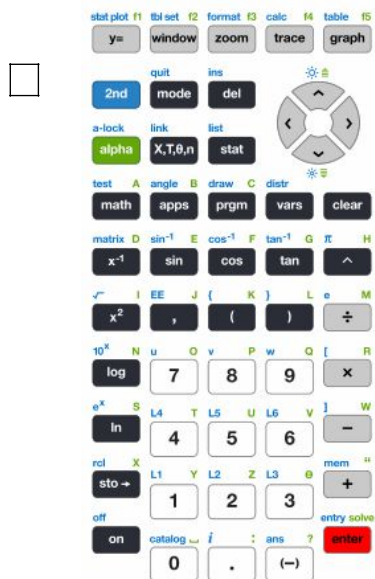 stat plot f1 tbl set f2 format f3 calc f4 table f5
y= window zoom trace graph
quit ins
2nd mode del
a-lock link list
alpha X,T,θ,n stat
test A angle B draw C distr
math apps prgm vars clear
matrix D sin⁻¹ E cos⁻¹ F tan⁻¹ G π H
x⁻¹ sin cos tan ^
√ I EE J { K } L e M
x² , ( ) ÷
10ˣ N u O v P w Q [ R
log 7 8 9 ×
eˣ S L4 T L5 U L6 V ] W
ln 4 5 6 −
rcl X L1 Y L2 Z L3 θ mem "
sto→ 1 2 3 +
off catalog ⎵ i : ans ? entry solve
on 0 . (−) enter